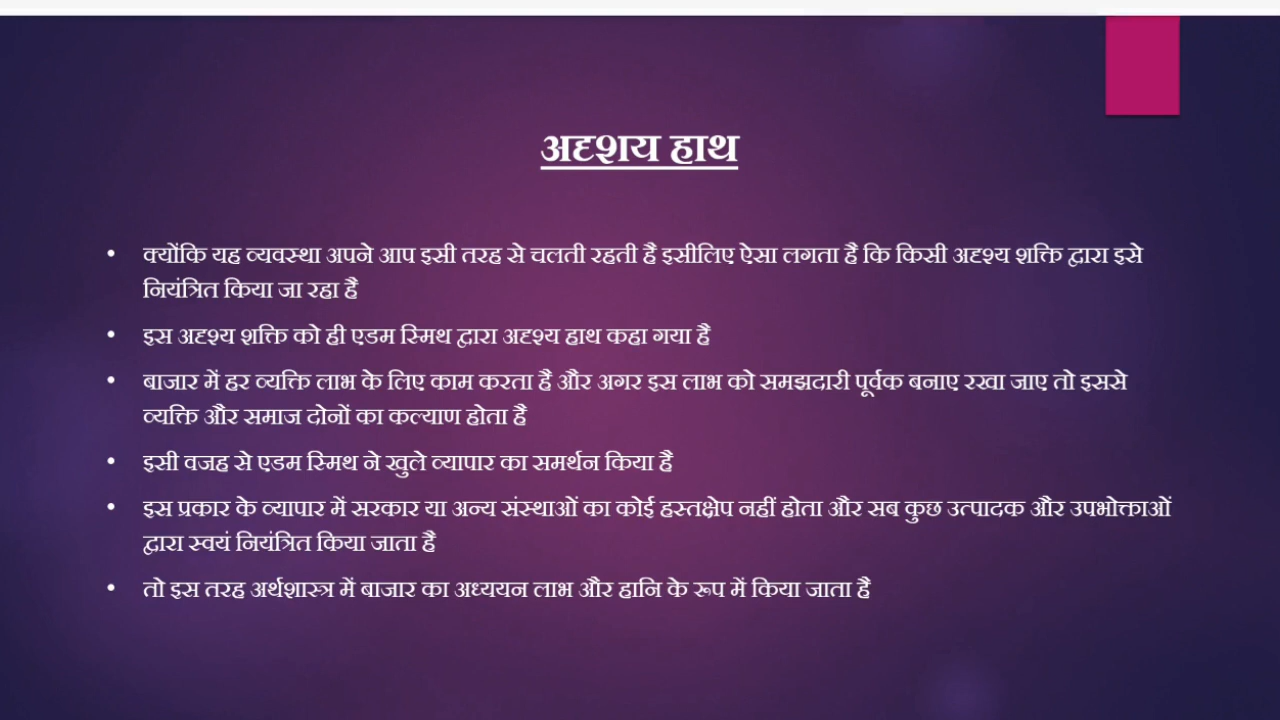 अदृशय हाथ
• क्योंकि यह व्यवस्था अपने आप इसी तरह से चलती रहती है इसीलिए ऐसा लगता है कि किसी अदृश्य शक्ति द्वारा इसे
नियंत्रित किया जा रहा है
• इस अदृश्य शक्ति को ही एडम स्मिथ द्वारा अदृश्य हाथ कहा गया है
• बाजार में हर व्यक्ति लाभ के लिए काम करता है और अगर इस लाभ को समझदारी पूर्वक बनाए रखा जाए तो इससे
व्यक्ति और समाज दोनों का कल्याण होता है
• इसी वजह से एडम स्मिथ ने खुले व्यापार का समर्थन किया है
• इस प्रकार के व्यापार में सरकार या अन्य संस्थाओं का कोई हस्तक्षेप नहीं होता और सब कुछ उत्पादक और उपभोक्ताओं
द्वारा स्वयं नियंत्रित किया जाता है
• तो इस तरह अर्थशास्त्र में बाजार का अध्ययन लाभ और हानि के रूप में किया जाता है